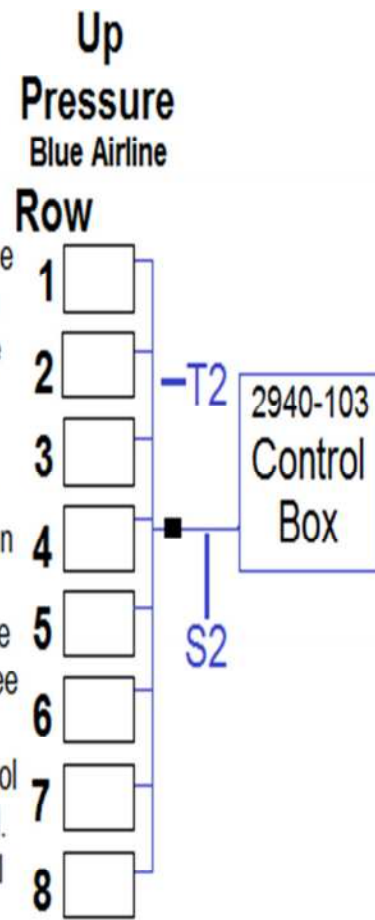 Up
Pressure
Blue Airline
Row
1
2
T2
2940-103
3
Control
Box
4
5
S2
6
7
8